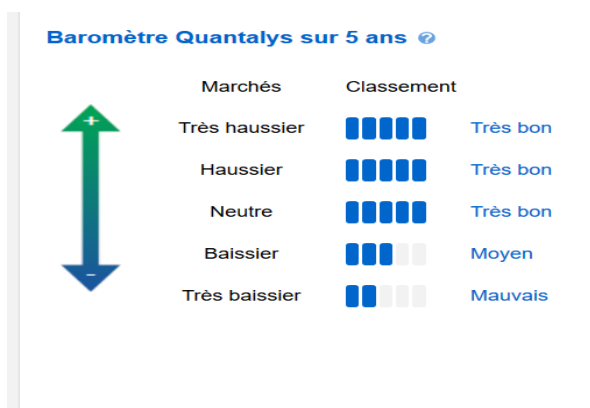 Baromètre Quantalys sur 5 ans ?
Marchés Classement
+
Très haussier Très bon
Haussier Très bon
Neutre Très bon
Baissier Moyen
-
Très baissier Mauvais